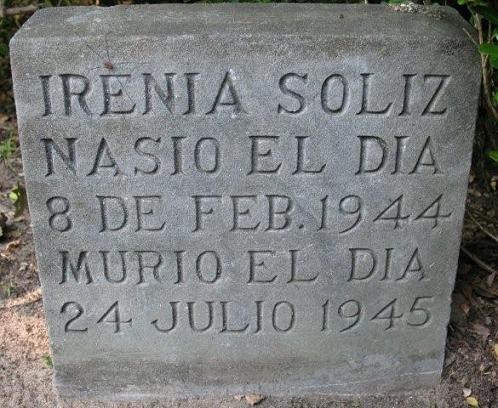 IRENIA SOLIZ
NASIO EL DIA
8 DE FEB. 1944
MURIO EL DIA
24 JULIO 1945